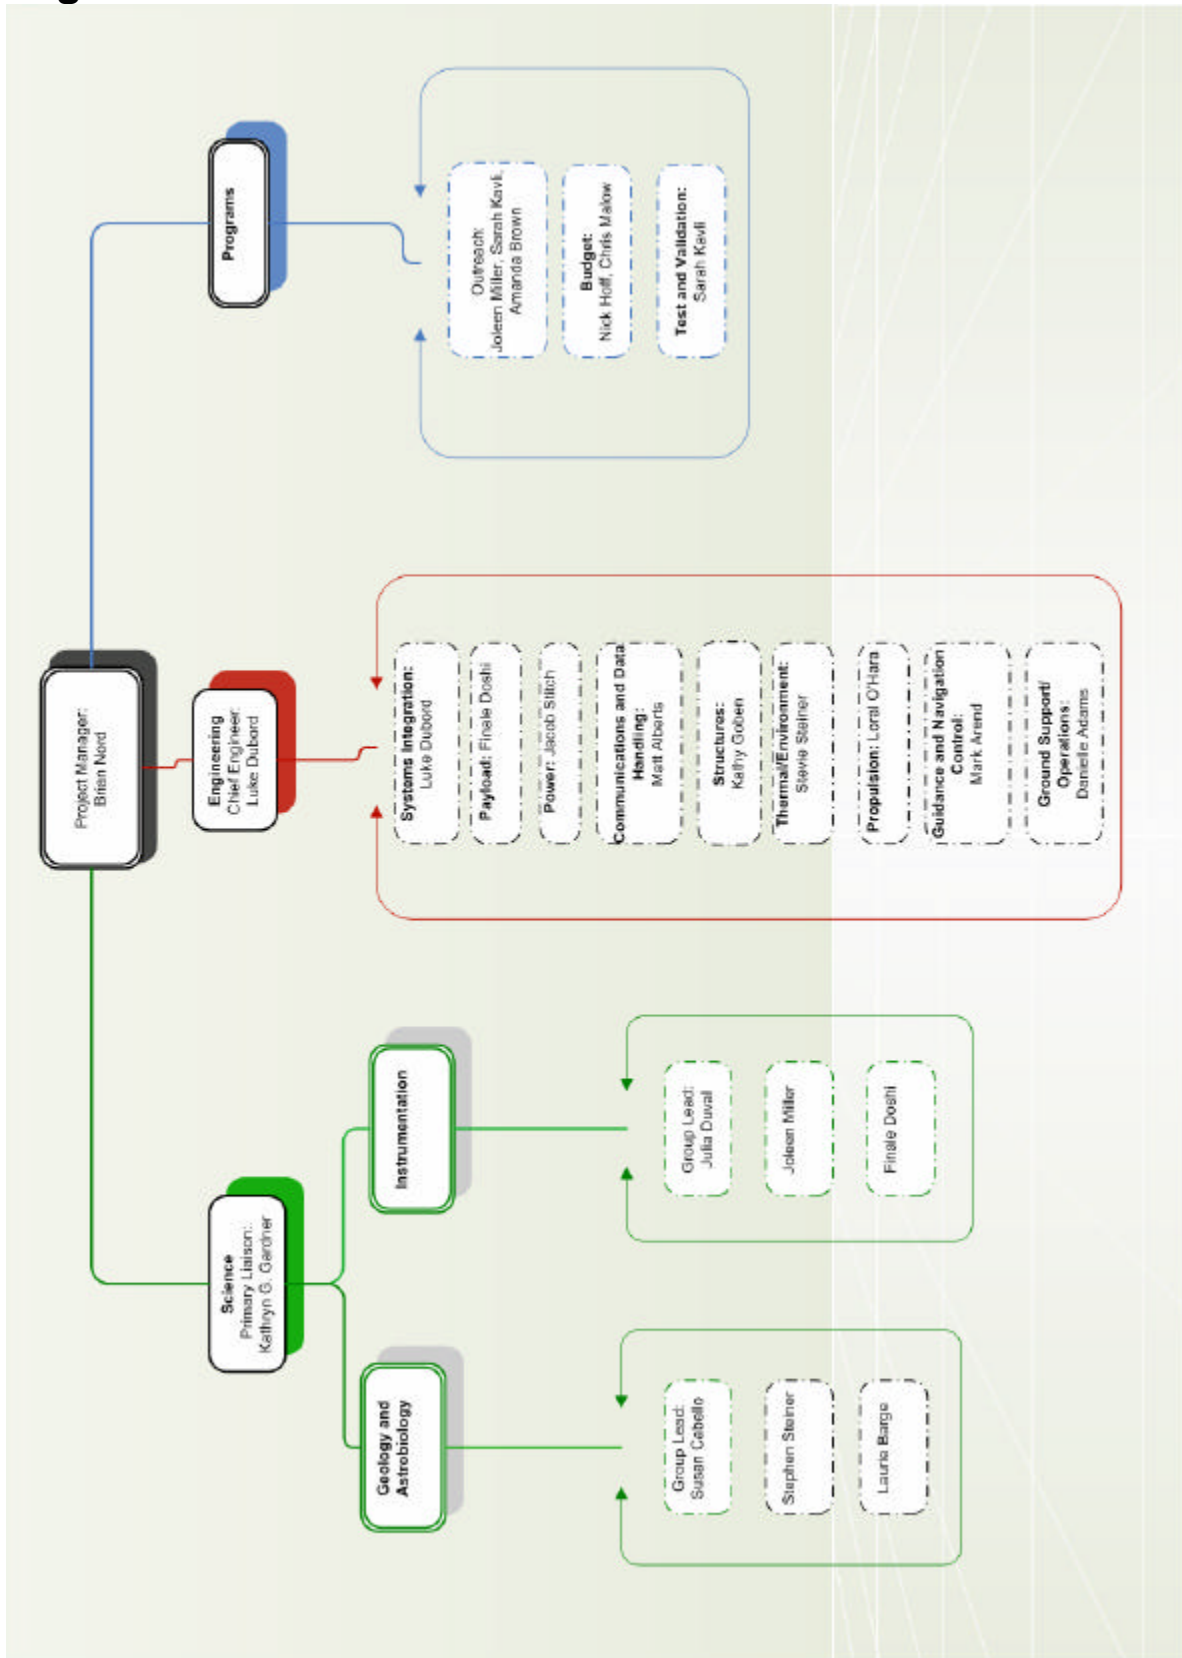 Project Manager:
Brian Nord
Science
Primary Liaison:
Kathryn G. Gardner
Geology and
Astrobiology
Group Lead:
Susan Cebello
Stephen Steiner
Laurie Barge
Instrumentation
Group Lead:
Julia Duval
Joleen Miller
Finale Doshi
Engineering
Chief Engineer:
Luke Dubord
Systems Integration:
Luke Dubord
Payload: Finale Doshi
Power: Jacob Stitch
Communications and Data
Handling:
Matt Alberts
Structures:
Kathy Goben
Thermal/Environment:
Stevie Steiner
Propulsion: Loral O'Hara
Guidance and Navigation
Control:
Mark Arend
Ground Support/
Operations:
Danielle Adams
Programs
Outreach:
Joleen Miller, Sarah Kavli,
Amanda Brown
Budget:
Nick Hoff, Chris Malow
Test and Validation:
Sarah Kavli